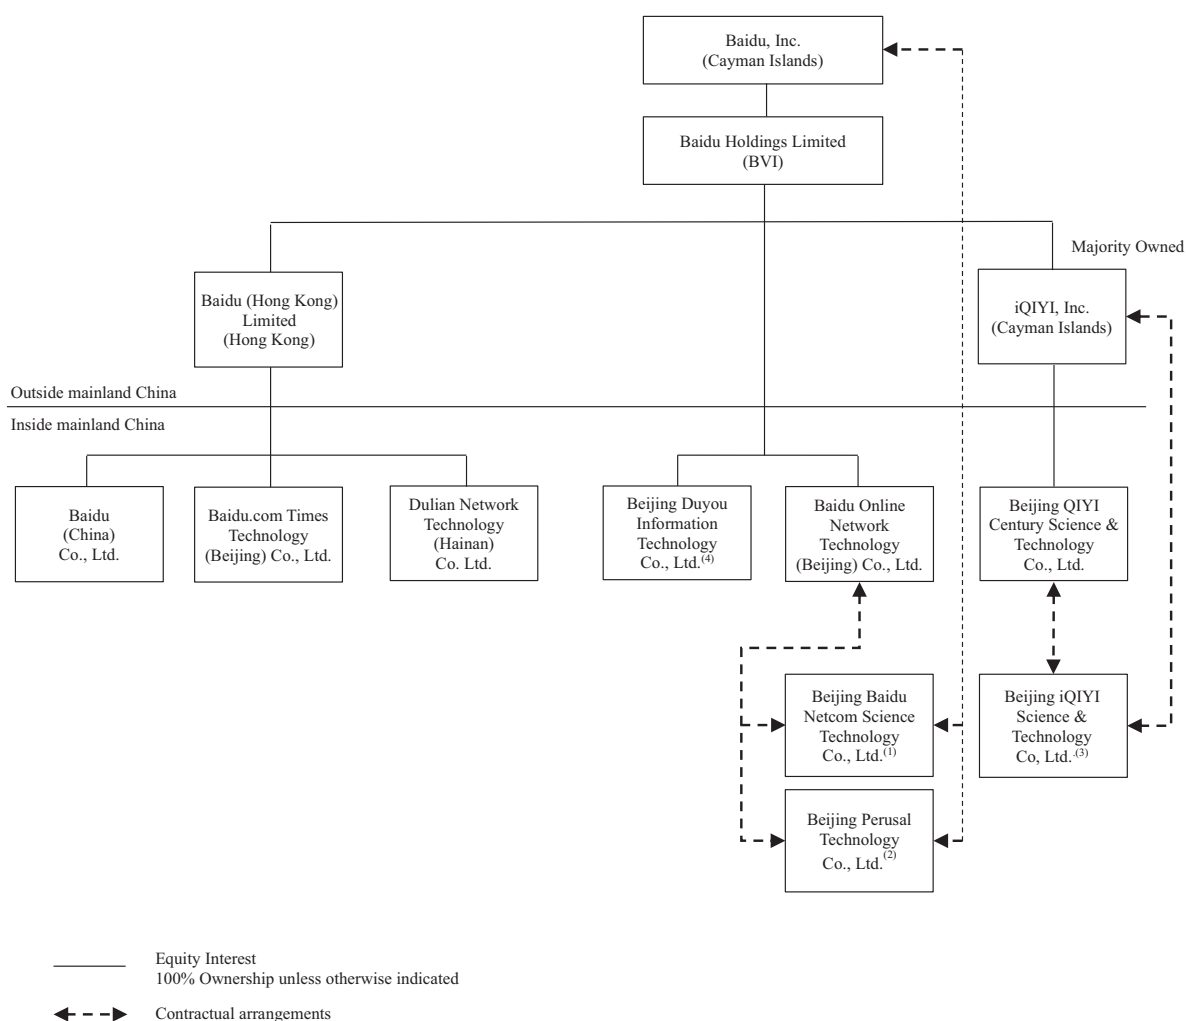 Baidu, Inc.
(Cayman Islands)
Baidu Holdings Limited
(BVI)
Majority Owned
Baidu (Hong Kong)
Limited
(Hong Kong)
iQIYI, Inc.
(Cayman Islands)
Outside mainland China
Inside mainland China
Baidu
(China)
Co., Ltd.
Baidu.com Times
Technology
(Beijing) Co., Ltd.
Dulian Network
Technology
(Hainan)
Co. Ltd.
Beijing Duyou
Information
Technology
Co., Ltd.(4)
Baidu Online
Network
Technology
(Beijing) Co., Ltd.
Beijing QIYI
Century Science &
Technology
Co., Ltd.
Beijing Baidu
Netcom Science
Technology
Co., Ltd.(1)
Beijing iQIYI
Science &
Technology
Co, Ltd.(3)
Beijing Perusal
Technology
Co., Ltd.(2)
Equity Interest
100% Ownership unless otherwise indicated
Contractual arrangements